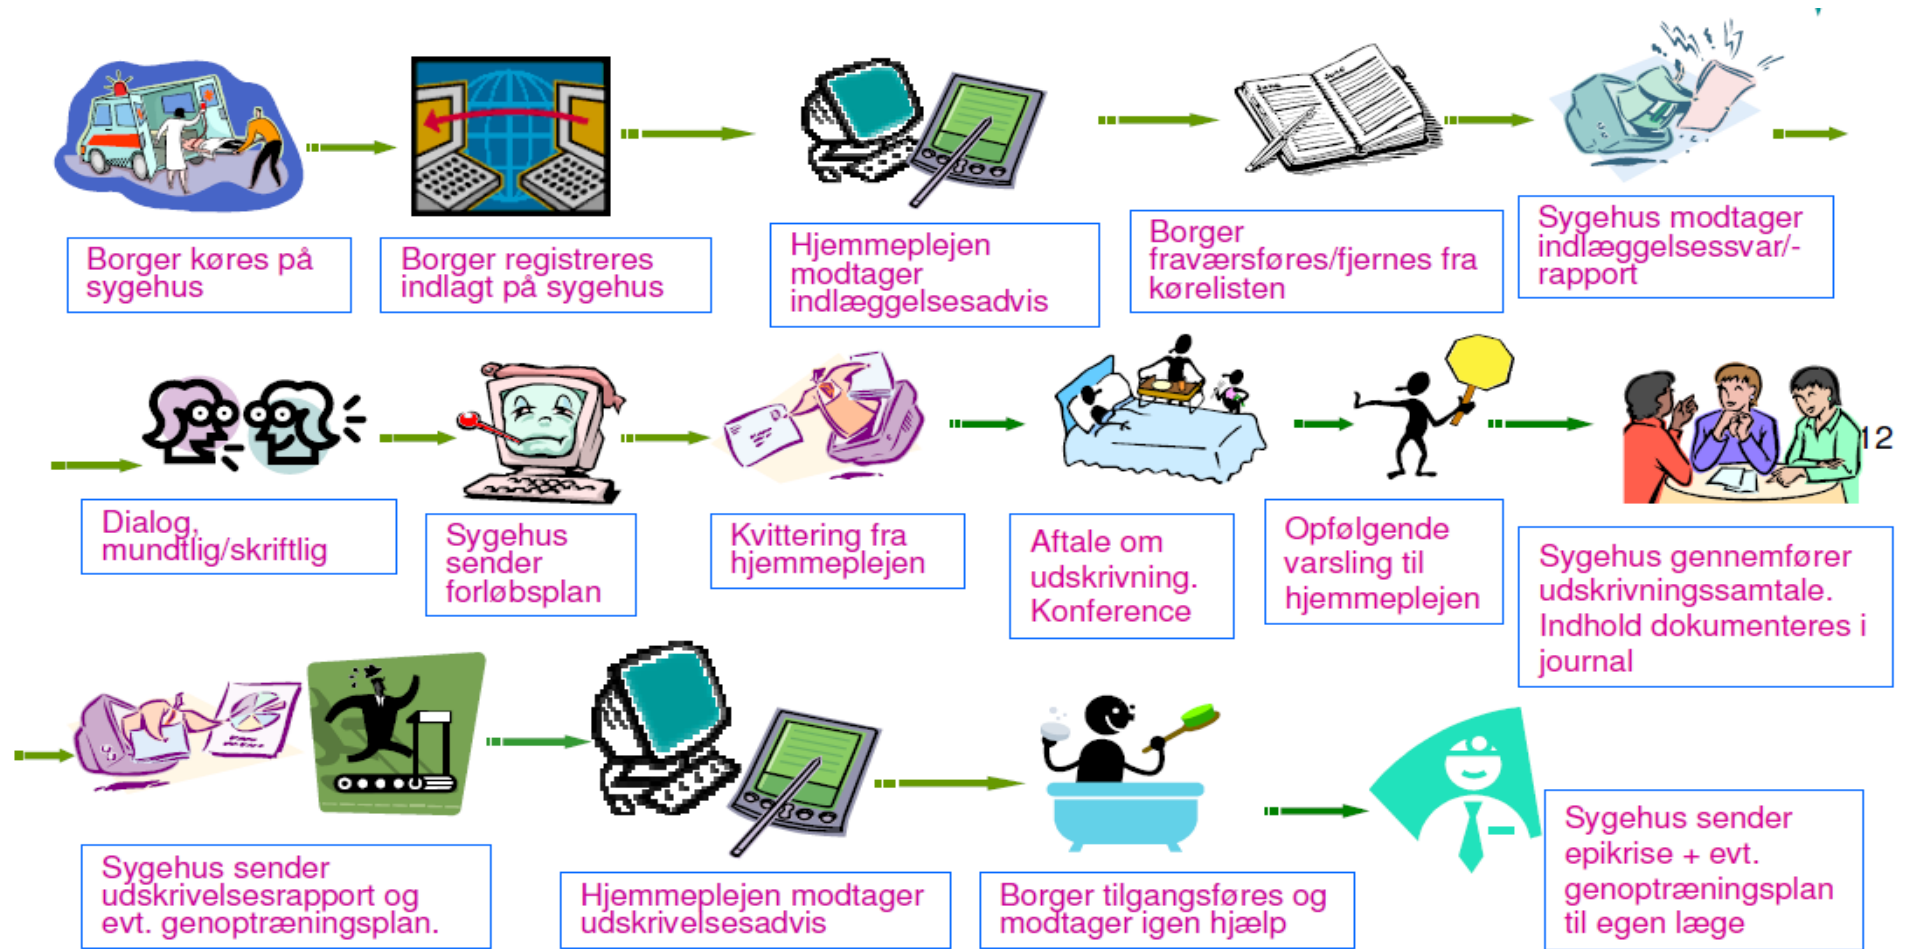 Borger køres på
sygehus
Borger registreres
indlagt på sygehus
Hjemmeplejen
modtager
indlæggelsesadvis
Borger
fraværsføres/fjernes fra
kørelisten
Sygehus modtager
indlæggelsessvar/-
rapport
Dialog,
mundtlig/skriftlig
Sygehus
sender
forløbsplan
Kvittering fra
hjemmeplejen
Aftale om
udskrivning.
Konference
Opfølgende
varsling til
hjemmeplejen
12
Sygehus gennemfører
udskrivningssamtale.
Indhold dokumenteres i
journal
Sygehus sender
udskrivelsesrapport og
evt. genoptræningsplan.
Hjemmeplejen modtager
udskrivelsesadvis
Borger tilgangsføres og
modtager igen hjælp
Sygehus sender
epikrise + evt.
genoptræningsplan
til egen læge